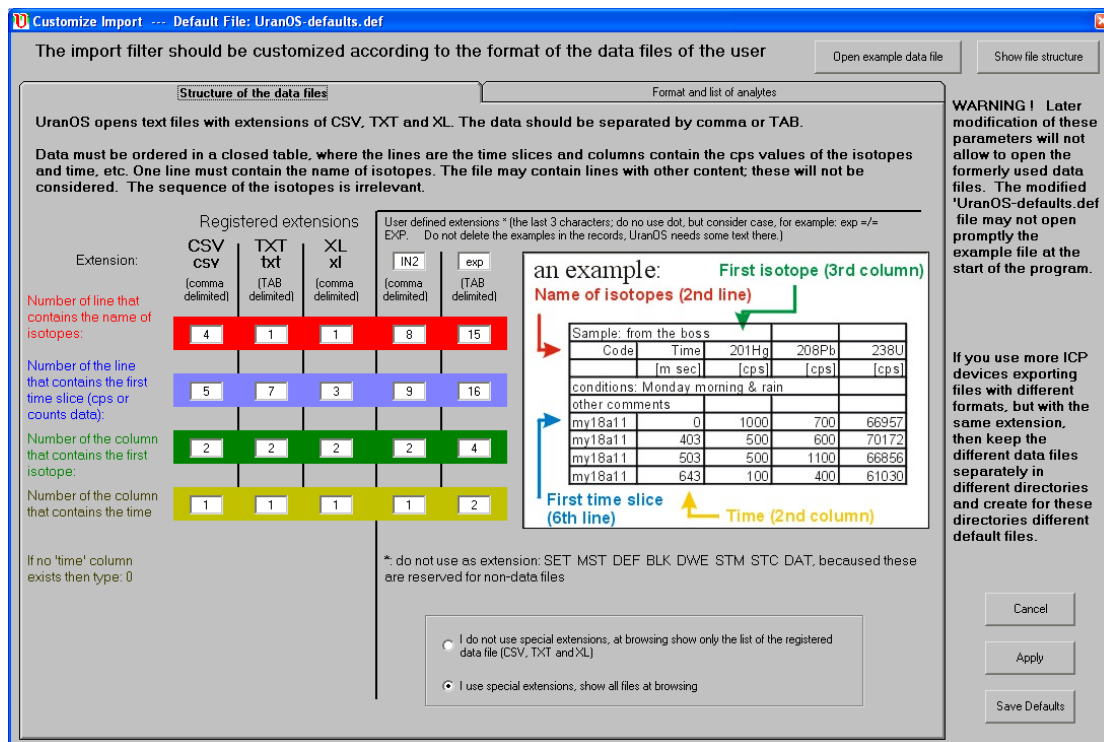 Customize Import --- Default File: UranOS-defaults.def
The import filter should be customized according to the format of the data files of the user
Open example data file
Show file structure
Structure of the data files
Format and list of analytes
UranOS opens text files with extensions of CSV, TXT and XL. The data should be separated by comma or TAB.
Data must be ordered in a closed table, where the lines are the time slices and columns contain the cps values of the isotopes
and time, etc. One line must contain the name of isotopes. The file may contain lines with other content; these will not be
considered. The sequence of the isotopes is irrelevant.
Registered extensions
User defined extensions * (the last 3 characters; do no use dot, but consider case, for example: exp =/=
EXP. Do not delete the examples in the records, UranOS needs some text there.)
Extension:
CSV TXT XL
csv txt xl IN2 exp
(comma delimited) (TAB delimited) (comma delimited) (comma delimited) (TAB delimited)
Number of line that
contains the name of
isotopes:
4 1 1 8 15
Number of the line
that contains the first
time slice (cps or
counts data):
5 7 3 9 16
Number of the column
that contains the first
isotope:
2 2 2 2 4
Number of the column
that contains the time
1 1 1 1 2
If no 'time' column
exists then type: 0
an example:
First isotope (3rd column)
Name of isotopes (2nd line)
Sample: from the boss
Code Time 201Hg 208Pb 238U
[m sec] [cps] [cps] [cps]
conditions: Monday morning & rain
other comments
my18a11 0 1000 700 66957
my18a11 403 500 600 70172
my18a11 503 500 1100 66856
my18a11 643 100 400 61030
First time slice
(6th line)
Time (2nd column)
*: do not use as extension: SET MST DEF BLK DWE STM STC DAT, becaused these
are reserved for non-data files
I do not use special extensions, at browsing show only the list of the registered
data file (CSV, TXT and XL)
I use special extensions, show all files at browsing
WARNING ! Later
modification of these
parameters will not
allow to open the
formerly used data
files. The modified
'UranOS-defaults.def
file may not open
promptly the
example file at the
start of the program.
If you use more ICP
devices exporting
files with different
formats, but with the
same extension,
then keep the
different data files
separately in
different directories
and create for these
directories different
default files.
Cancel
Apply
Save Defaults